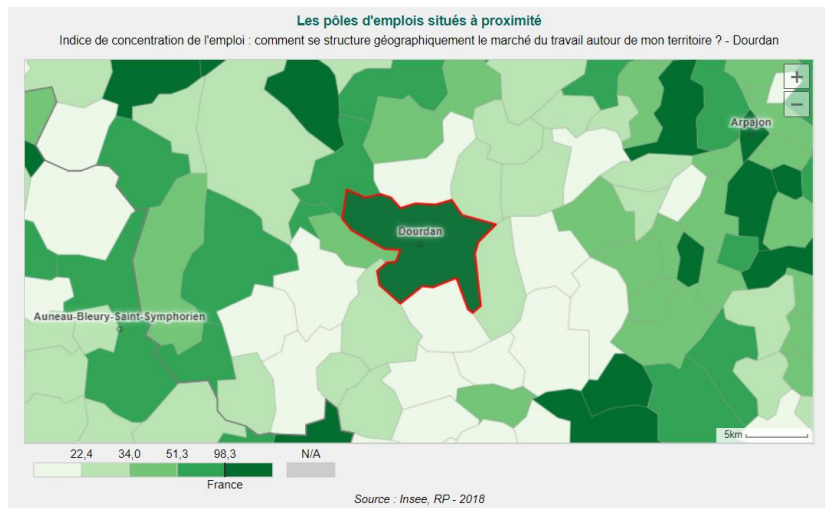 Les pôles d'emplois situés à proximité
Indice de concentration de l'emploi : comment se structure géographiquement le marché du travail autour de mon territoire ? - Dourdan
+
−
Arpajon
Dourdan
Auneau-Bleury-Saint-Symphorien
5km
22,4 34,0 51,3 98,3 N/A
France
Source : Insee, RP - 2018